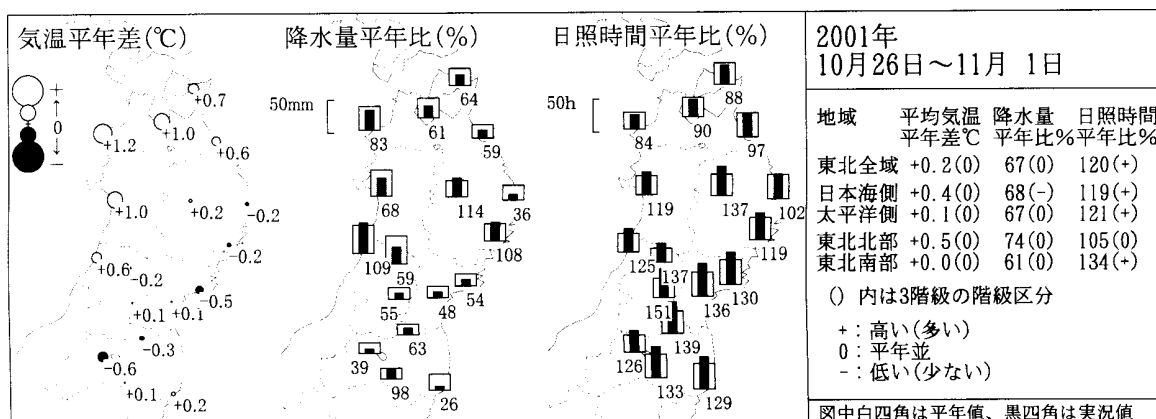 気温平年差(℃)
+
↑
0
↓
−
+0.7
+1.2
+1.0
+0.6
+1.0
+0.2
−0.2
−0.2
+0.6
−0.2
−0.5
+0.1
+0.1
−0.3
−0.6
+0.1
+0.2
降水量平年比(%)
50mm
64
61
83
59
68
114
36
109
59
108
54
55
48
63
39
98
26
日照時間平年比(%)
50h
88
90
84
97
119
137
102
119
125
137
130
151
136
139
126
133
129
2001年
10月26日～11月 1日
地域 平均気温 降水量 日照時間
平年差℃ 平年比% 平年比%
東北全域 +0.2(0) 67(0) 120(+)
日本海側 +0.4(0) 68(-) 119(+)
太平洋側 +0.1(0) 67(0) 121(+)
東北北部 +0.5(0) 74(0) 105(0)
東北南部 +0.0(0) 61(0) 134(+)
() 内は3階級の階級区分
+：高い(多い)
0：平年並
-：低い(少ない)
図中白四角は平年値、黒四角は実況値